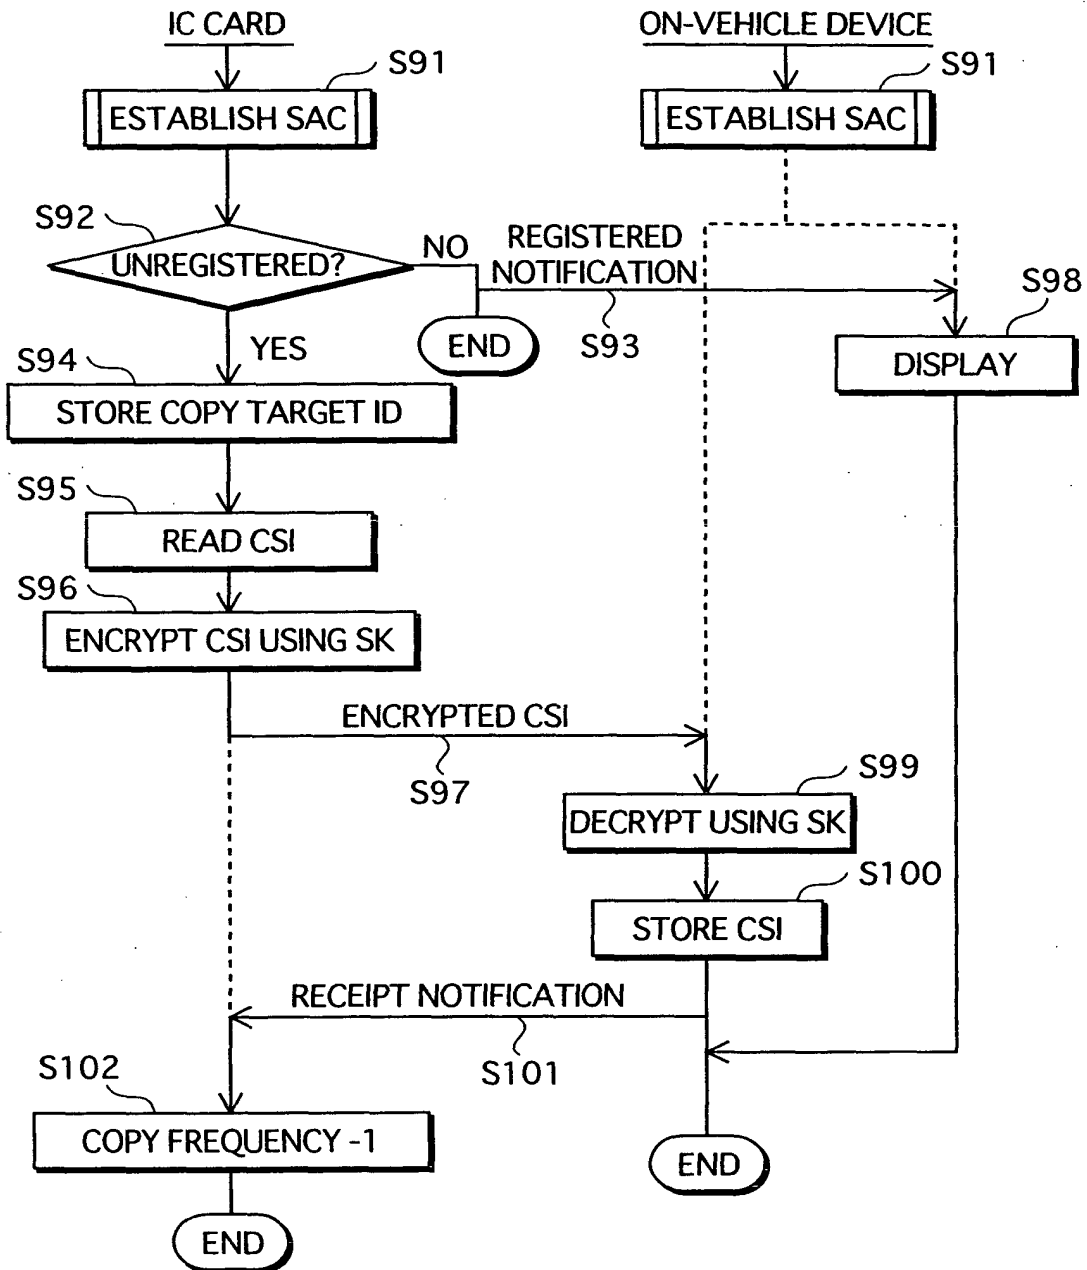 IC CARD
ON-VEHICLE DEVICE
S91
S91
ESTABLISH SAC
ESTABLISH SAC
S92
UNREGISTERED?
NO
REGISTERED
NOTIFICATION
S93
S98
END
DISPLAY
YES
S94
STORE COPY TARGET ID
S95
READ CSI
S96
ENCRYPT CSI USING SK
ENCRYPTED CSI
S97
S99
DECRYPT USING SK
S100
STORE CSI
RECEIPT NOTIFICATION
S101
S102
COPY FREQUENCY -1
END
END